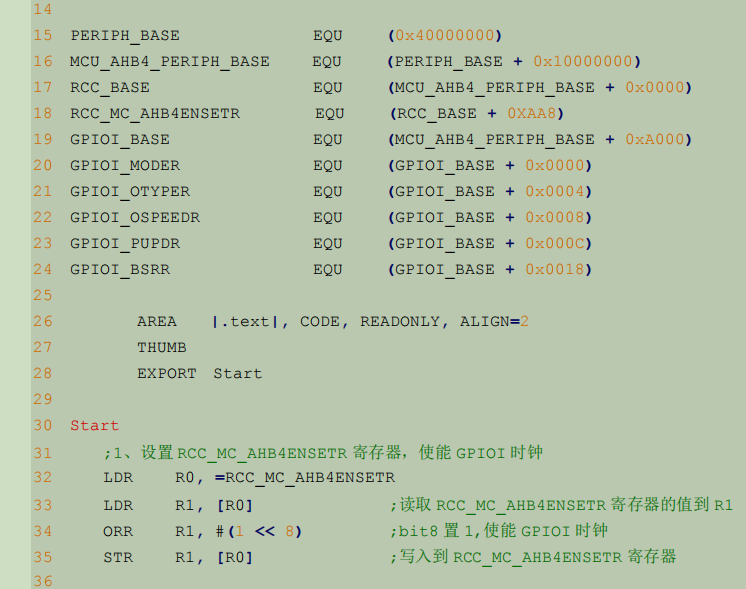 14
15 PERIPH_BASE EQU (0x40000000)
16 MCU_AHB4_PERIPH_BASE EQU (PERIPH_BASE + 0x10000000)
17 RCC_BASE EQU (MCU_AHB4_PERIPH_BASE + 0x0000)
18 RCC_MC_AHB4ENSETR EQU (RCC_BASE + 0XAA8)
19 GPIOI_BASE EQU (MCU_AHB4_PERIPH_BASE + 0xA000)
20 GPIOI_MODER EQU (GPIOI_BASE + 0x0000)
21 GPIOI_OTYPER EQU (GPIOI_BASE + 0x0004)
22 GPIOI_OSPEEDR EQU (GPIOI_BASE + 0x0008)
23 GPIOI_PUPDR EQU (GPIOI_BASE + 0x000C)
24 GPIOI_BSRR EQU (GPIOI_BASE + 0x0018)
25
26 AREA |.text|, CODE, READONLY, ALIGN=2
27 THUMB
28 EXPORT Start
29
30 Start
31 ;1、设置 RCC_MC_AHB4ENSETR 寄存器，使能 GPIOI 时钟
32 LDR R0, =RCC_MC_AHB4ENSETR
33 LDR R1, [R0] ;读取 RCC_MC_AHB4ENSETR 寄存器的值到 R1
34 ORR R1, #(1 << 8) ;bit8 置 1,使能 GPIOI 时钟
35 STR R1, [R0] ;写入到 RCC_MC_AHB4ENSETR 寄存器
36